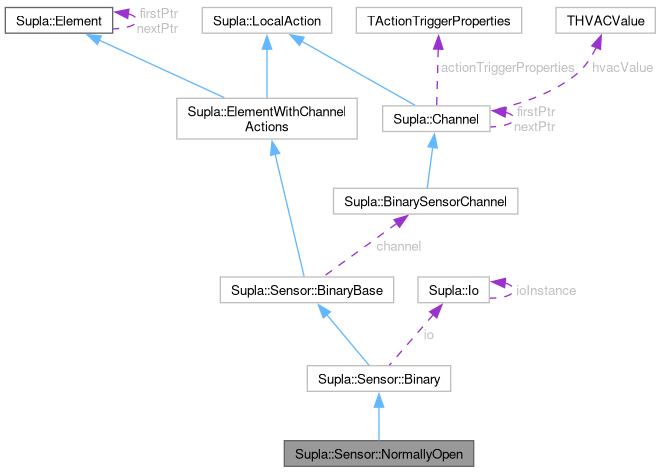 Supla::Element
firstPtr
nextPtr
Supla::LocalAction
TActionTriggerProperties
THVACValue
actionTriggerProperties
hvacValue
Supla::ElementWithChannel
Actions
Supla::Channel
firstPtr
nextPtr
Supla::BinarySensorChannel
channel
Supla::Sensor::BinaryBase
Supla::Io
ioInstance
io
Supla::Sensor::Binary
Supla::Sensor::NormallyOpen